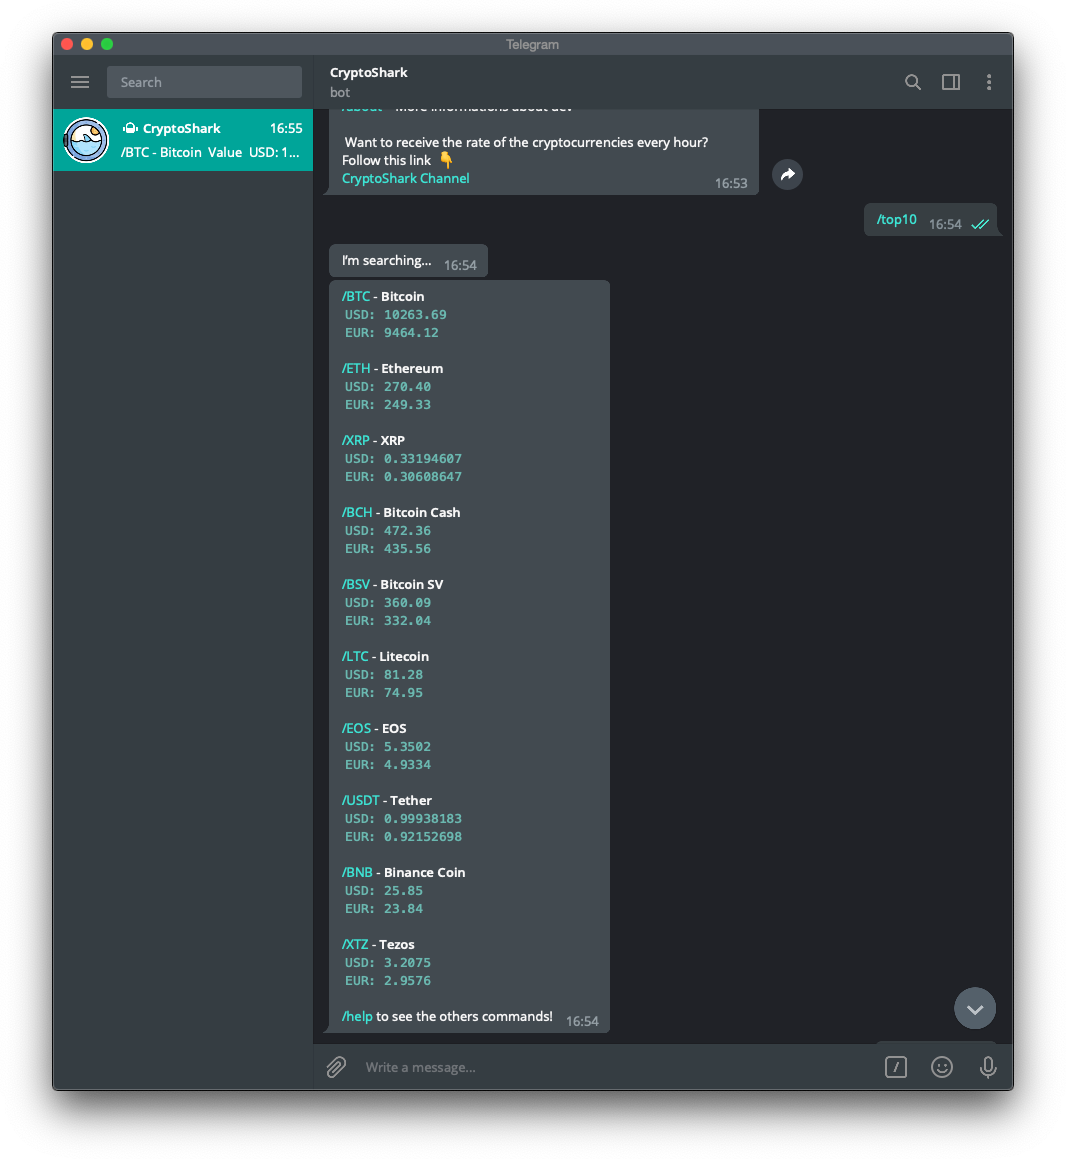 Telegram
Search
CryptoShark
bot
CryptoShark 16:55
/BTC - Bitcoin Value USD: 1...
/about - More informations about dev
Want to receive the rate of the cryptocurrencies every hour?
Follow this link 👇
CryptoShark Channel
16:53
/top10 16:54
I'm searching... 16:54
/BTC - Bitcoin
USD: 10263.69
EUR: 9464.12
/ETH - Ethereum
USD: 270.40
EUR: 249.33
/XRP - XRP
USD: 0.33194607
EUR: 0.30608647
/BCH - Bitcoin Cash
USD: 472.36
EUR: 435.56
/BSV - Bitcoin SV
USD: 360.09
EUR: 332.04
/LTC - Litecoin
USD: 81.28
EUR: 74.95
/EOS - EOS
USD: 5.3502
EUR: 4.9334
/USDT - Tether
USD: 0.99938183
EUR: 0.92152698
/BNB - Binance Coin
USD: 25.85
EUR: 23.84
/XTZ - Tezos
USD: 3.2075
EUR: 2.9576
/help to see the others commands! 16:54
Write a message...
/